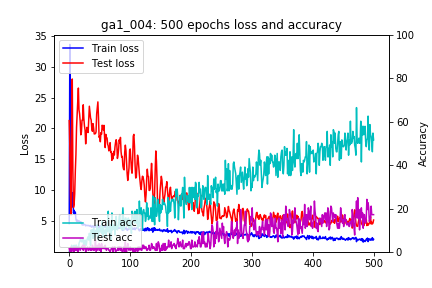 ga1_004: 500 epochs loss and accuracy
Train loss
Test loss
Train acc
Test acc
Loss
35
30
25
20
15
10
5
Accuracy
100
80
60
40
20
0
0
100
200
300
400
500